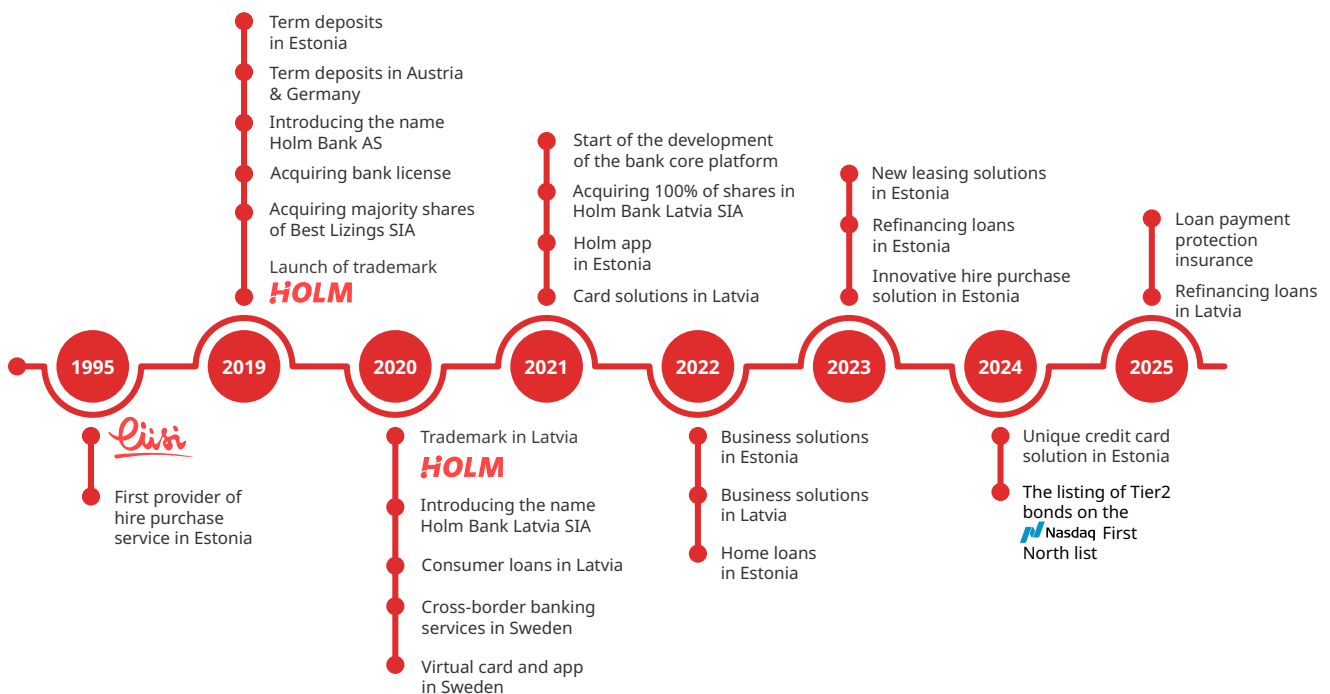 1995
Liisi
First provider of
hire purchase
service in Estonia
2019
Term deposits
in Estonia
Term deposits in Austria
& Germany
Introducing the name
Holm Bank AS
Acquiring bank license
Acquiring majority shares
of Best Lizings SIA
Launch of trademark
HOLM
2020
Trademark in Latvia
HOLM
Introducing the name
Holm Bank Latvia SIA
Consumer loans in Latvia
Cross-border banking
services in Sweden
Virtual card and app
in Sweden
2021
Start of the development
of the bank core platform
Acquiring 100% of shares in
Holm Bank Latvia SIA
Holm app
in Estonia
Card solutions in Latvia
2022
Business solutions
in Estonia
Business solutions
in Latvia
Home loans
in Estonia
2023
New leasing solutions
in Estonia
Refinancing loans
in Estonia
Innovative hire purchase
solution in Estonia
2024
Unique credit card
solution in Estonia
The listing of Tier2
bonds on the
Nasdaq First
North list
2025
Loan payment
protection
insurance
Refinancing loans
in Latvia